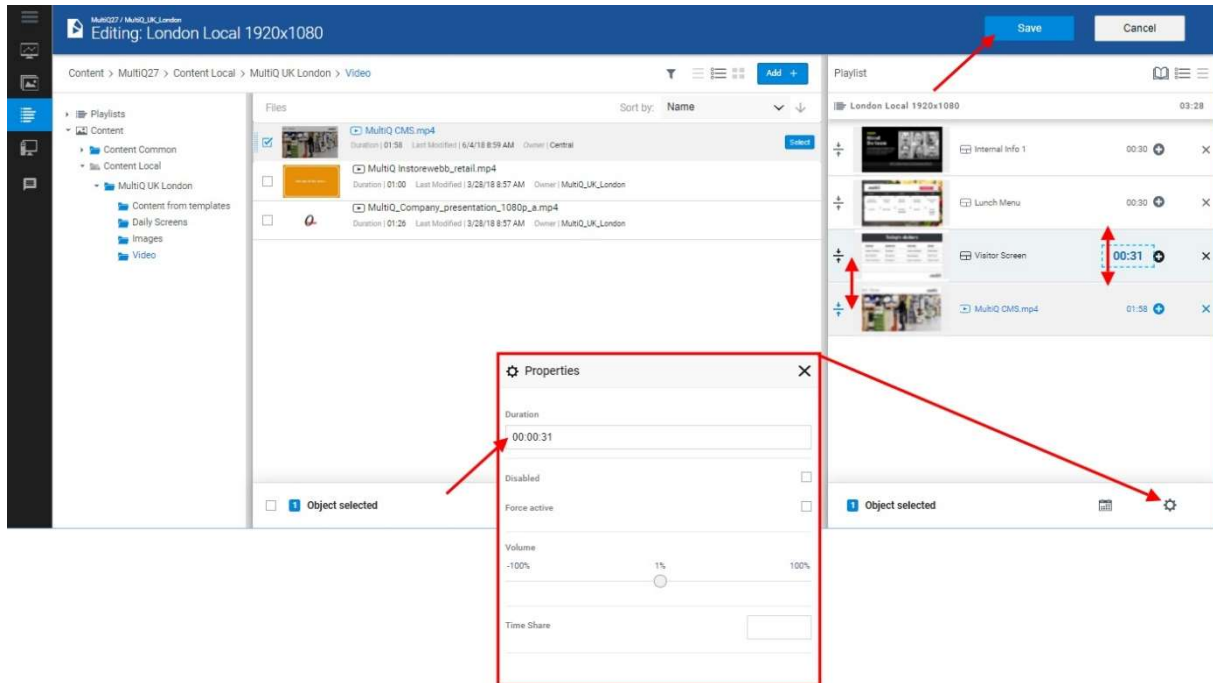 MultiQ27 / MultiQ_UK_London
Editing: London Local 1920x1080
Save
Cancel
Content > MultiQ27 > Content Local > MultiQ UK London > Video
Add +
Playlist
Playlists
Content
Content Common
Content Local
MultiQ UK London
Content from templates
Daily Screens
Images
Video
Files
Sort by: Name
MultiQ CMS.mp4
Duration | 01:58 Last Modified | 6/4/18 8:59 AM Owner | Central
Select
MultiQ Instorewebb_retail.mp4
Duration | 01:00 Last Modified | 3/28/18 8:57 AM Owner | MultiQ_UK_London
MultiQ_Company_presentation_1080p_a.mp4
Duration | 01:26 Last Modified | 3/28/18 8:57 AM Owner | MultiQ_UK_London
1 Object selected
London Local 1920x1080 03:28
Internal Info 1 00:30
Lunch Menu 00:30
Visitor Screen 00:31
MultiQ CMS.mp4 01:58
1 Object selected
Properties
Duration
00:00:31
Disabled
Force active
Volume
-100% 1% 100%
Time Share